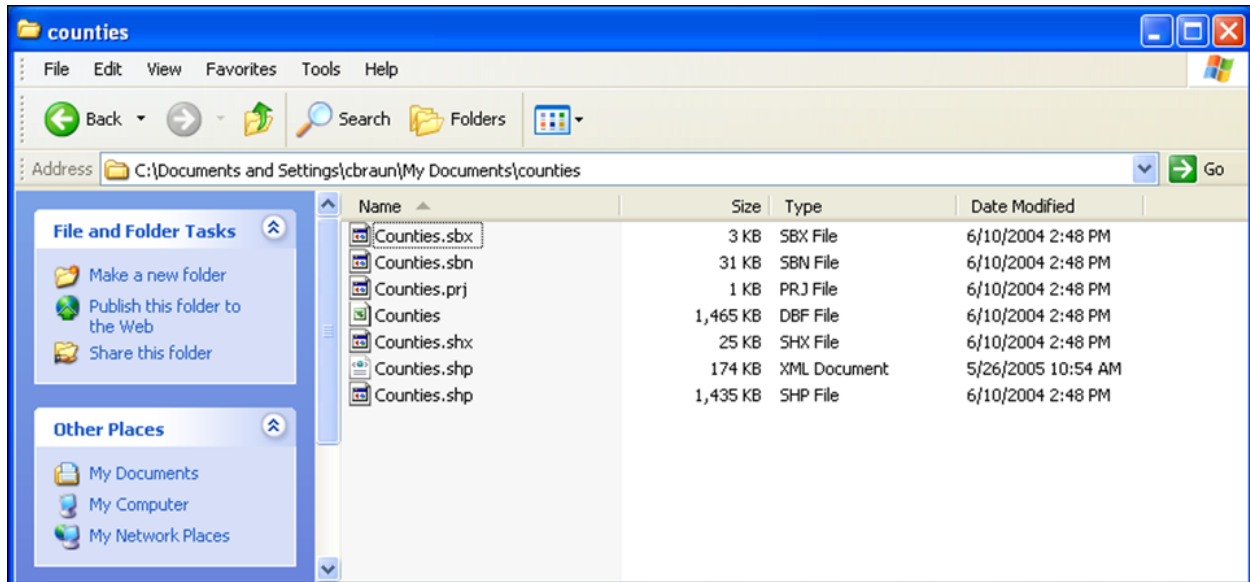 counties
File Edit View Favorites Tools Help
Back Search Folders
Address C:\Documents and Settings\cbraun\My Documents\counties Go
File and Folder Tasks
Make a new folder
Publish this folder to
the Web
Share this folder
Other Places
My Documents
My Computer
My Network Places
Name Size Type Date Modified
Counties.sbx 3 KB SBX File 6/10/2004 2:48 PM
Counties.sbn 31 KB SBN File 6/10/2004 2:48 PM
Counties.prj 1 KB PRJ File 6/10/2004 2:48 PM
Counties 1,465 KB DBF File 6/10/2004 2:48 PM
Counties.shx 25 KB SHX File 6/10/2004 2:48 PM
Counties.shp 174 KB XML Document 5/26/2005 10:54 AM
Counties.shp 1,435 KB SHP File 6/10/2004 2:48 PM